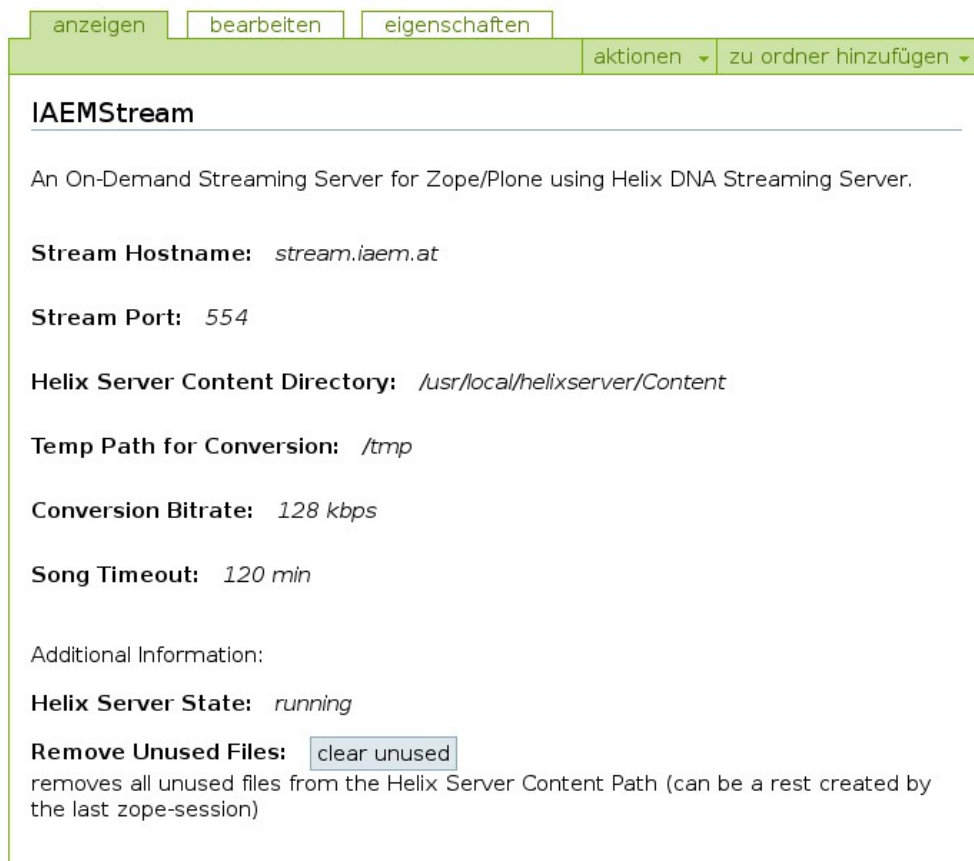 anzeigen bearbeiten eigenschaften
aktionen zu ordner hinzufügen
IAEMStream
An On-Demand Streaming Server for Zope/Plone using Helix DNA Streaming Server.
Stream Hostname: stream.iaem.at
Stream Port: 554
Helix Server Content Directory: /usr/local/helixserver/Content
Temp Path for Conversion: /tmp
Conversion Bitrate: 128 kbps
Song Timeout: 120 min
Additional Information:
Helix Server State: running
Remove Unused Files: clear unused
removes all unused files from the Helix Server Content Path (can be a rest created by
the last zope-session)